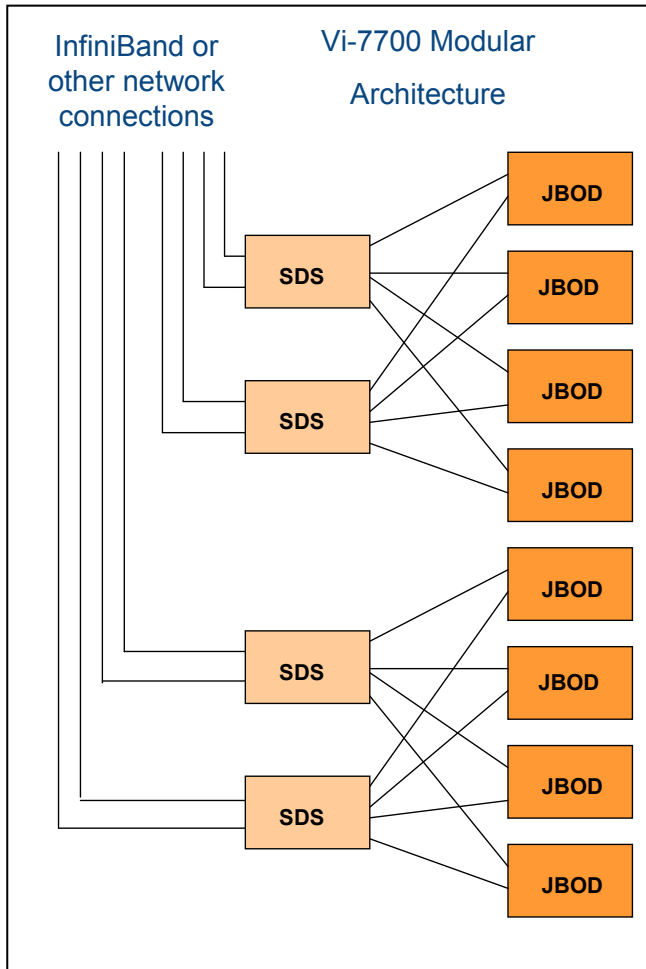 InfiniBand or
other network
connections
Vi-7700 Modular
Architecture
JBOD
SDS
JBOD
JBOD
SDS
JBOD
JBOD
SDS
JBOD
JBOD
SDS
JBOD